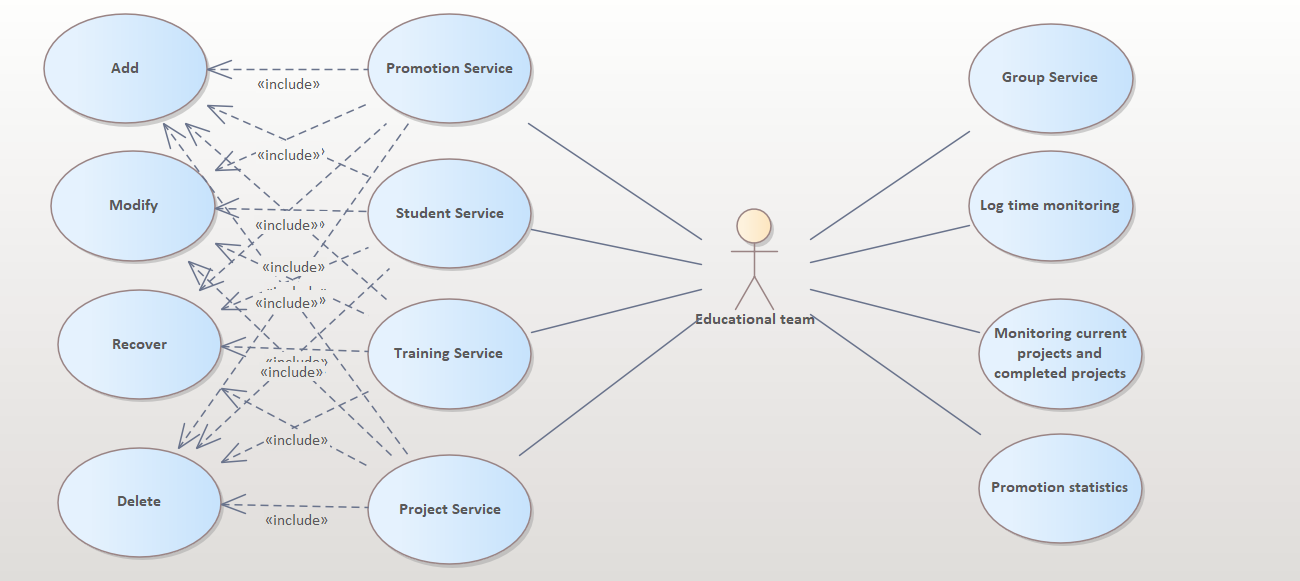 Add
Promotion Service
Group Service
«include»
«include»
Modify
Student Service
Log time monitoring
«include»
«include»
«include»
Educational team
Recover
Training Service
Monitoring current
projects and
completed projects
«include»
«include»
Delete
Project Service
Promotion statistics
«include»